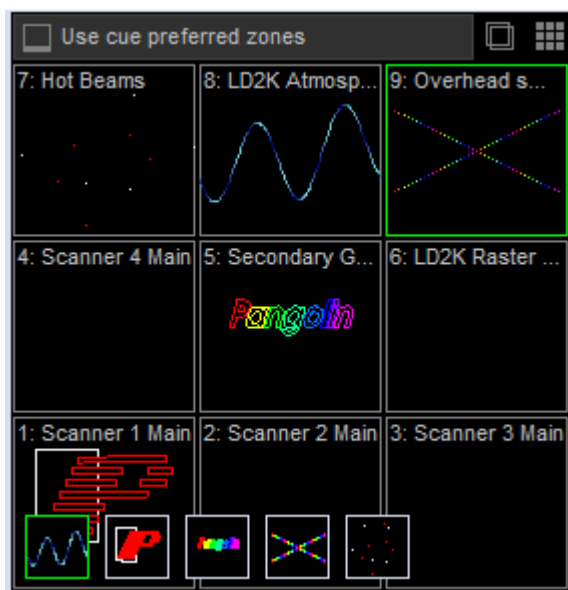 Use cue preferred zones
7: Hot Beams
8: LD2K Atmosp...
9: Overhead s...
4: Scanner 4 Main
5: Secondary G...
6: LD2K Raster ...
Pangolin
1: Scanner 1 Main
2: Scanner 2 Main
3: Scanner 3 Main
P